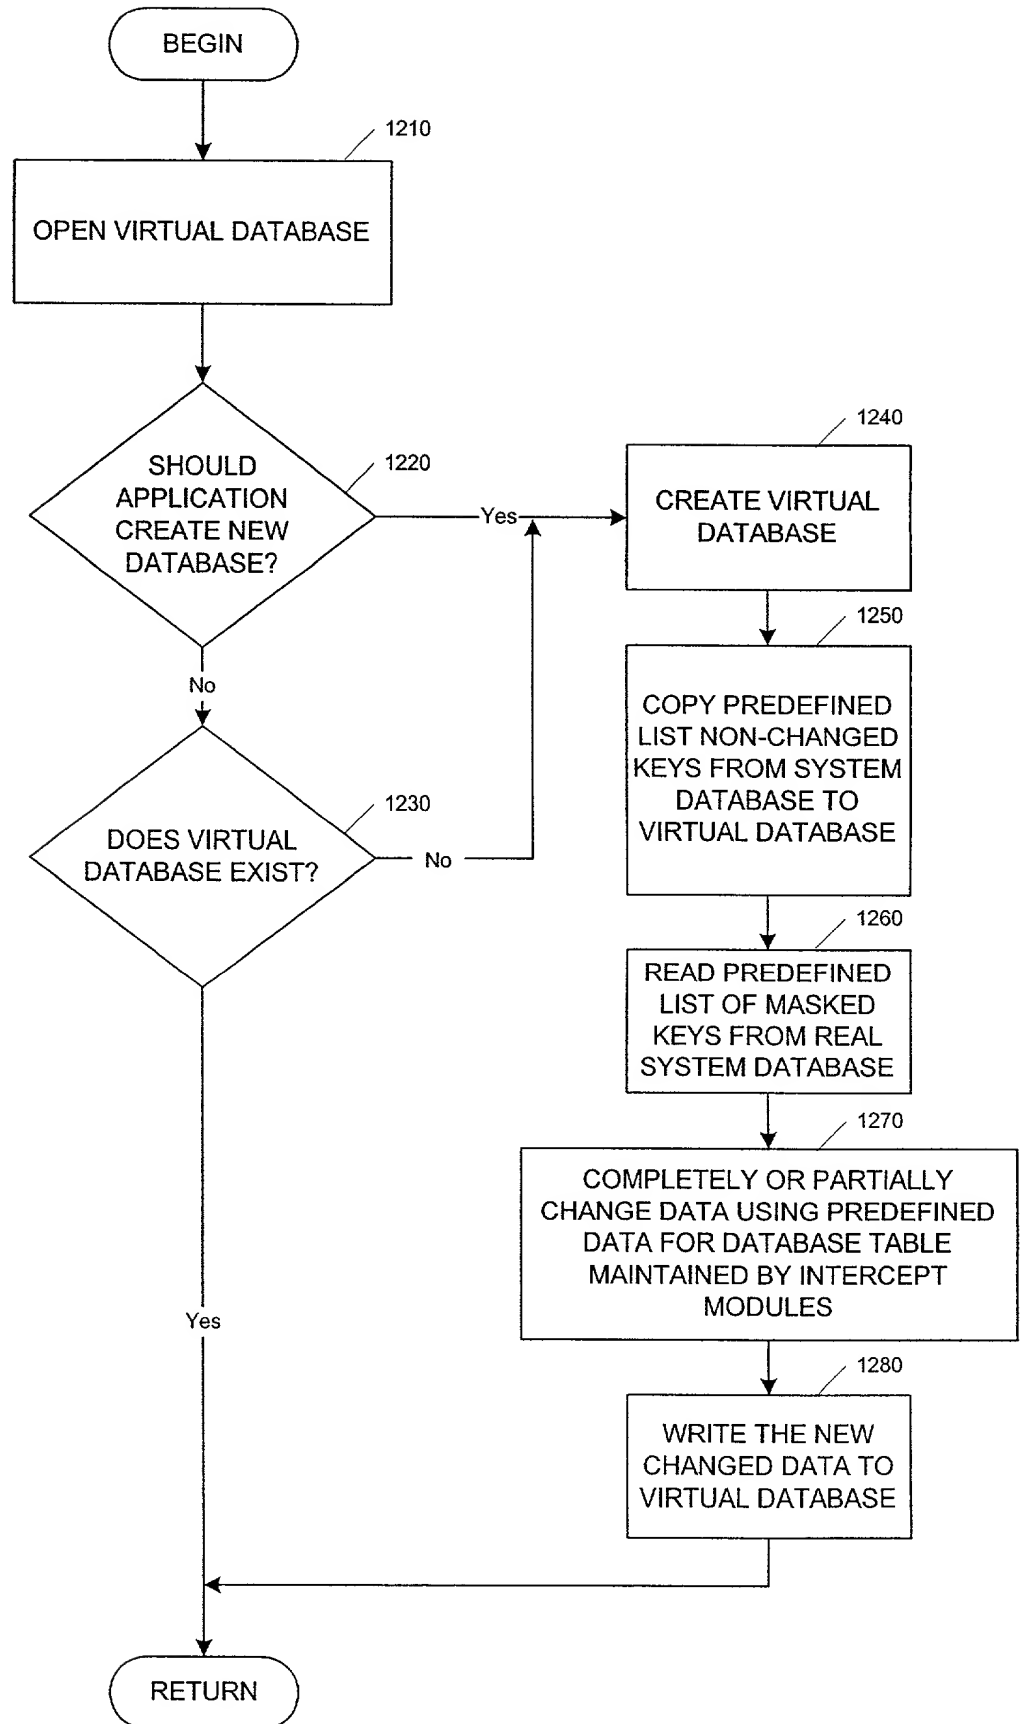 BEGIN
1210
OPEN VIRTUAL DATABASE
1220
SHOULD
APPLICATION
CREATE NEW
DATABASE?
Yes
No
1230
DOES VIRTUAL
DATABASE EXIST?
No
Yes
1240
CREATE VIRTUAL
DATABASE
1250
COPY PREDEFINED
LIST NON-CHANGED
KEYS FROM SYSTEM
DATABASE TO
VIRTUAL DATABASE
1260
READ PREDEFINED
LIST OF MASKED
KEYS FROM REAL
SYSTEM DATABASE
1270
COMPLETELY OR PARTIALLY
CHANGE DATA USING PREDEFINED
DATA FOR DATABASE TABLE
MAINTAINED BY INTERCEPT
MODULES
1280
WRITE THE NEW
CHANGED DATA TO
VIRTUAL DATABASE
RETURN